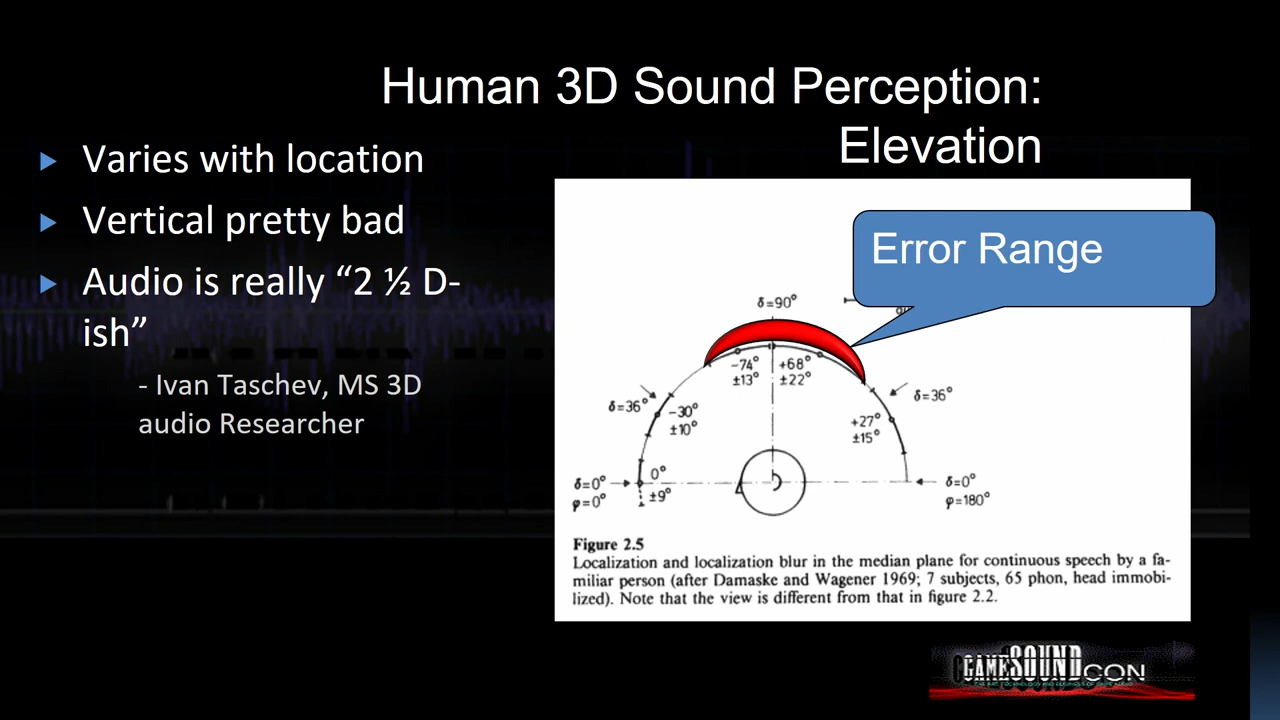 Human 3D Sound Perception:
Elevation
Varies with location
Vertical pretty bad
Audio is really “2 ½ D-
ish”
- Ivan Taschev, MS 3D
audio Researcher
Error Range
δ=90°
-74°
±13°
+68°
±22°
δ=36°
-30°
±10°
+27°
±15°
δ=36°
δ=0°
φ=0°
0°
±9°
δ=0°
φ=180°
Figure 2.5
Localization and localization blur in the median plane for continuous speech by a fa-
miliar person (after Damaske and Wagener 1969; 7 subjects, 65 phon, head immobi-
lized). Note that the view is different from that in figure 2.2.
GAMESOUNDCON